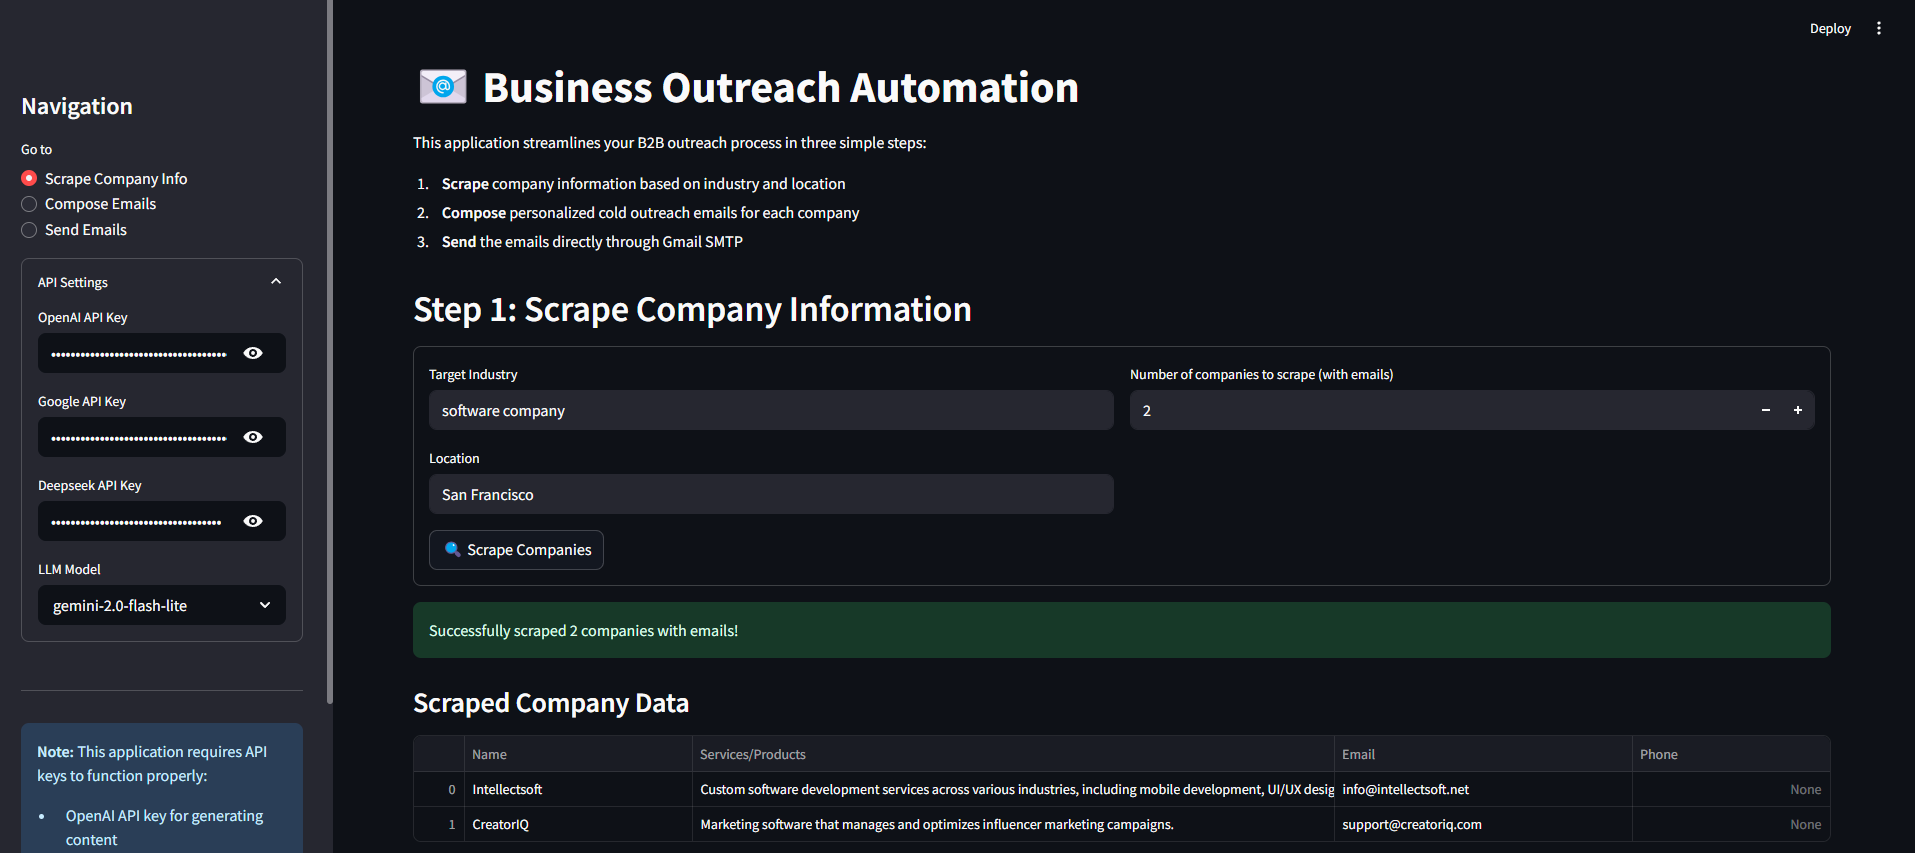 Deploy
Navigation
Go to
Scrape Company Info
Compose Emails
Send Emails
API Settings
OpenAI API Key
Google API Key
Deepseek API Key
LLM Model
gemini-2.0-flash-lite
Note: This application requires API
keys to function properly:
• OpenAI API key for generating
content
Business Outreach Automation
This application streamlines your B2B outreach process in three simple steps:
1. Scrape company information based on industry and location
2. Compose personalized cold outreach emails for each company
3. Send the emails directly through Gmail SMTP
Step 1: Scrape Company Information
Target Industry
software company
Number of companies to scrape (with emails)
2
Location
San Francisco
Scrape Companies
Successfully scraped 2 companies with emails!
Scraped Company Data
Name Services/Products Email Phone
0 Intellectsoft Custom software development services across various industries, including mobile development, UI/UX desig info@intellectsoft.net None
1 CreatorIQ Marketing software that manages and optimizes influencer marketing campaigns. support@creatoriq.com None